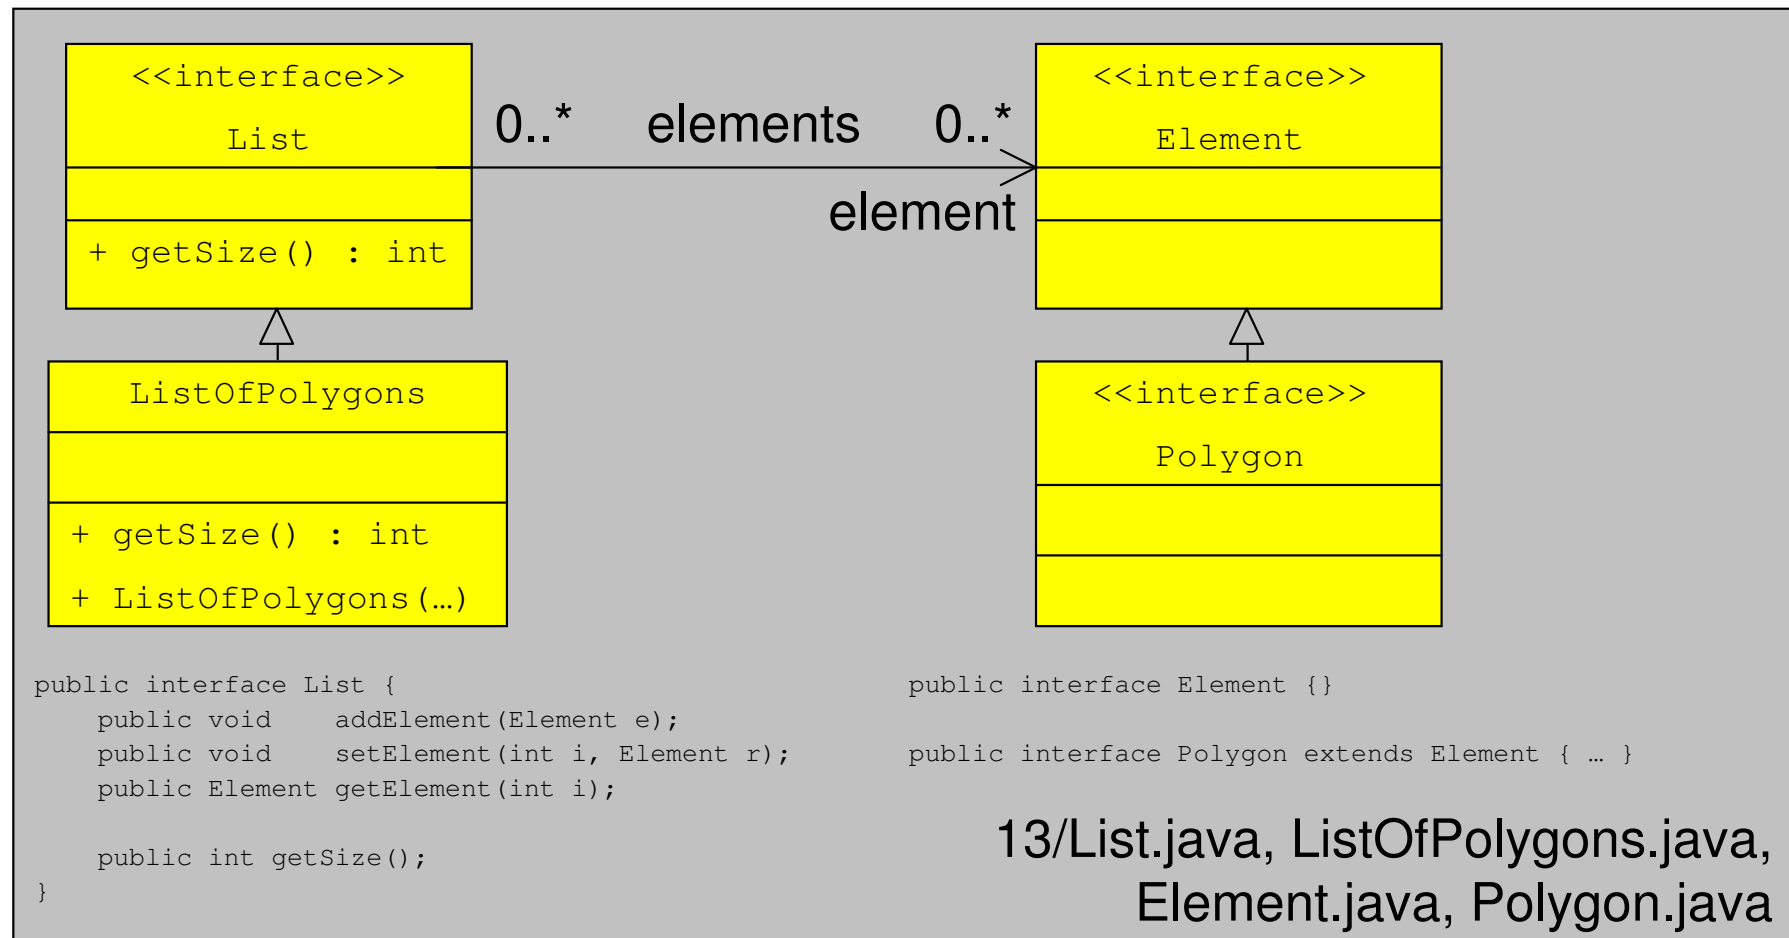 <<interface>>
List
+ getSize() : int
0..* elements 0..*
element
<<interface>>
Element
ListOfPolygons
+ getSize() : int
+ ListOfPolygons(…)
<<interface>>
Polygon
public interface List {
    public void    addElement(Element e);
    public void    setElement(int i, Element r);
    public Element getElement(int i);
    public int getSize();
}
public interface Element {}
public interface Polygon extends Element { … }
13/List.java, ListOfPolygons.java,
Element.java, Polygon.java